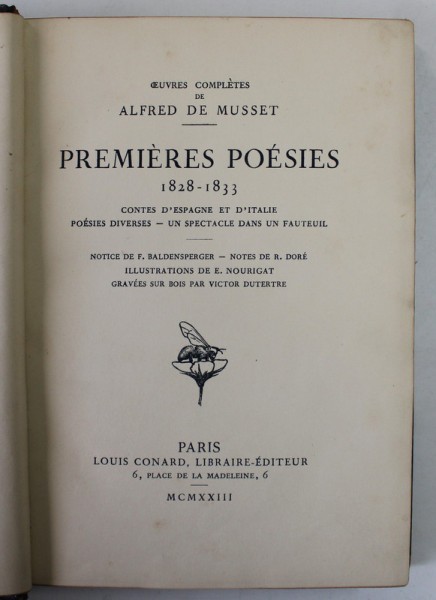 ŒUVRES COMPLÈTES
DE
ALFRED DE MUSSET
PREMIÈRES POÉSIES
1828-1833
CONTES D'ESPAGNE ET D'ITALIE
POÉSIES DIVERSES – UN SPECTACLE DANS UN FAUTEUIL
NOTICE DE F. BALDENSPERGER – NOTES DE R. DORÉ
ILLUSTRATIONS DE E. NOURIGAT
GRAVÉES SUR BOIS PAR VICTOR DUTERTRE
PARIS
LOUIS CONARD, LIBRAIRE-ÉDITEUR
6, PLACE DE LA MADELEINE, 6
MCMXXIII